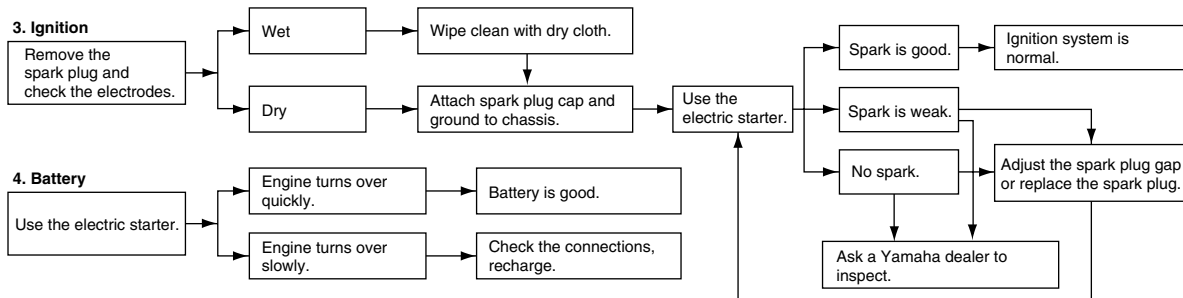 3. Ignition
Remove the
spark plug and
check the electrodes.
Wet
Wipe clean with dry cloth.
Dry
Attach spark plug cap and
ground to chassis.
Use the
electric starter.
Spark is good.
Ignition system is
normal.
Spark is weak.
No spark.
Adjust the spark plug gap
or replace the spark plug.
Ask a Yamaha dealer to
inspect.
4. Battery
Use the electric starter.
Engine turns over
quickly.
Battery is good.
Engine turns over
slowly.
Check the connections,
recharge.